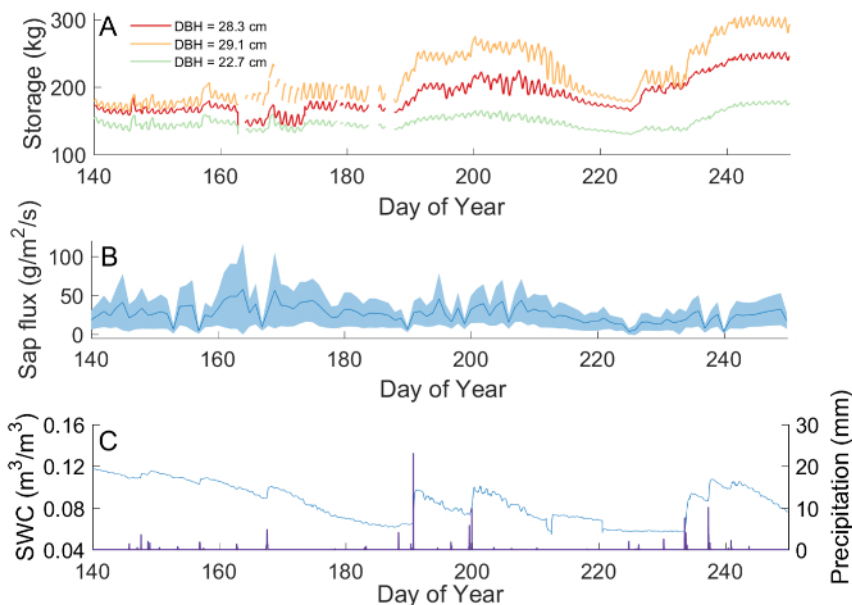 A
Storage (kg)
300
200
100
DBH = 28.3 cm
DBH = 29.1 cm
DBH = 22.7 cm
140 160 180 200 220 240
Day of Year
B
Sap flux (g/m²/s)
100
50
0
140 160 180 200 220 240
Day of Year
C
SWC (m³/m³)
0.16
0.12
0.08
0.04
Precipitation (mm)
30
20
10
0
140 160 180 200 220 240
Day of Year